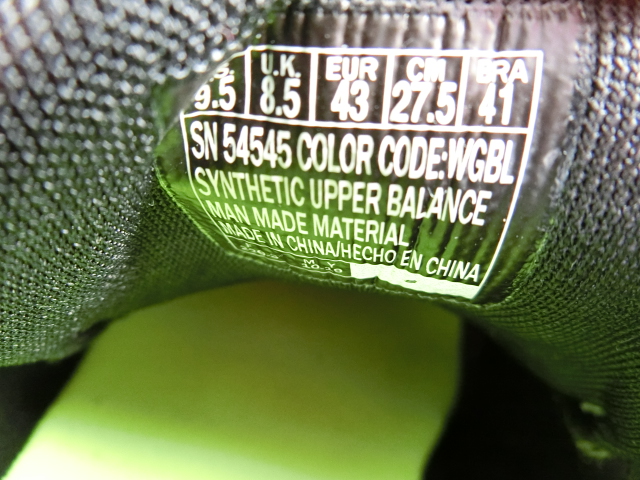 U.K. EUR CM BRA
9.5 8.5 43 27.5 41
SN 54545 COLOR CODE:WGBL
SYNTHETIC UPPER BALANCE
MAN MADE MATERIAL
MADE IN CHINA/HECHO EN CHINA